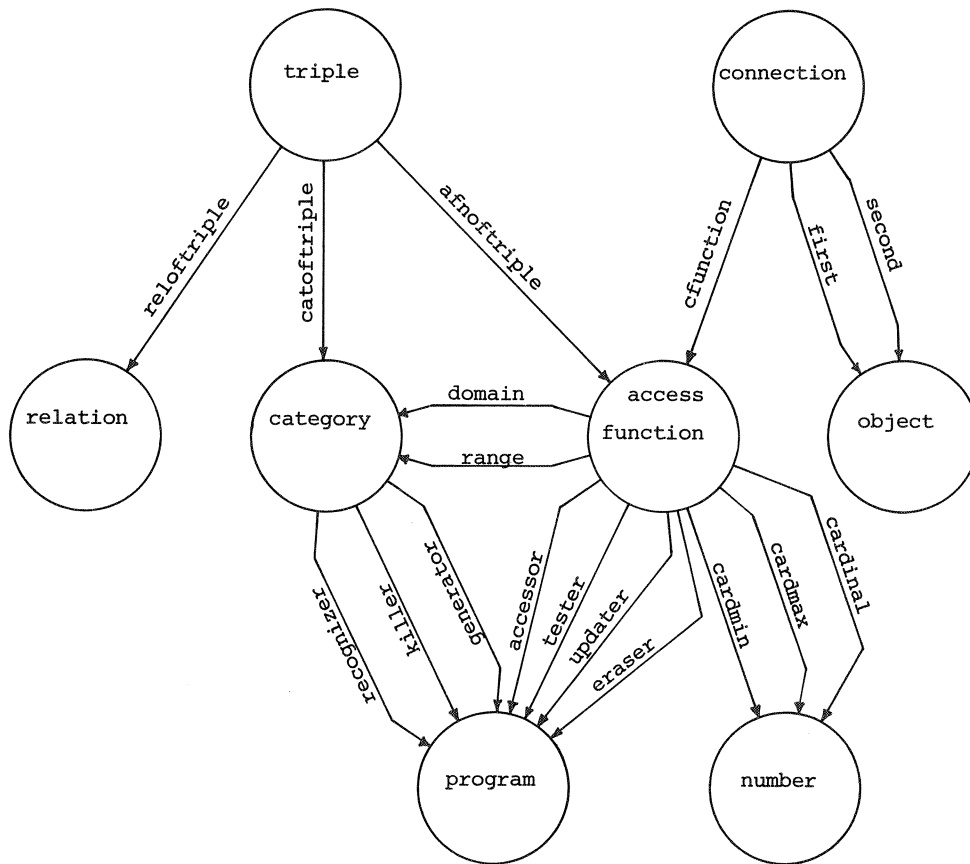 triple
connection
reloftriple
catoftriple
afnoftriple
cfunction
first
second
relation
category
domain
range
access
function
object
recognizer
killer
generator
accessor
tester
updater
eraser
cardmin
cardmax
cardinal
program
number